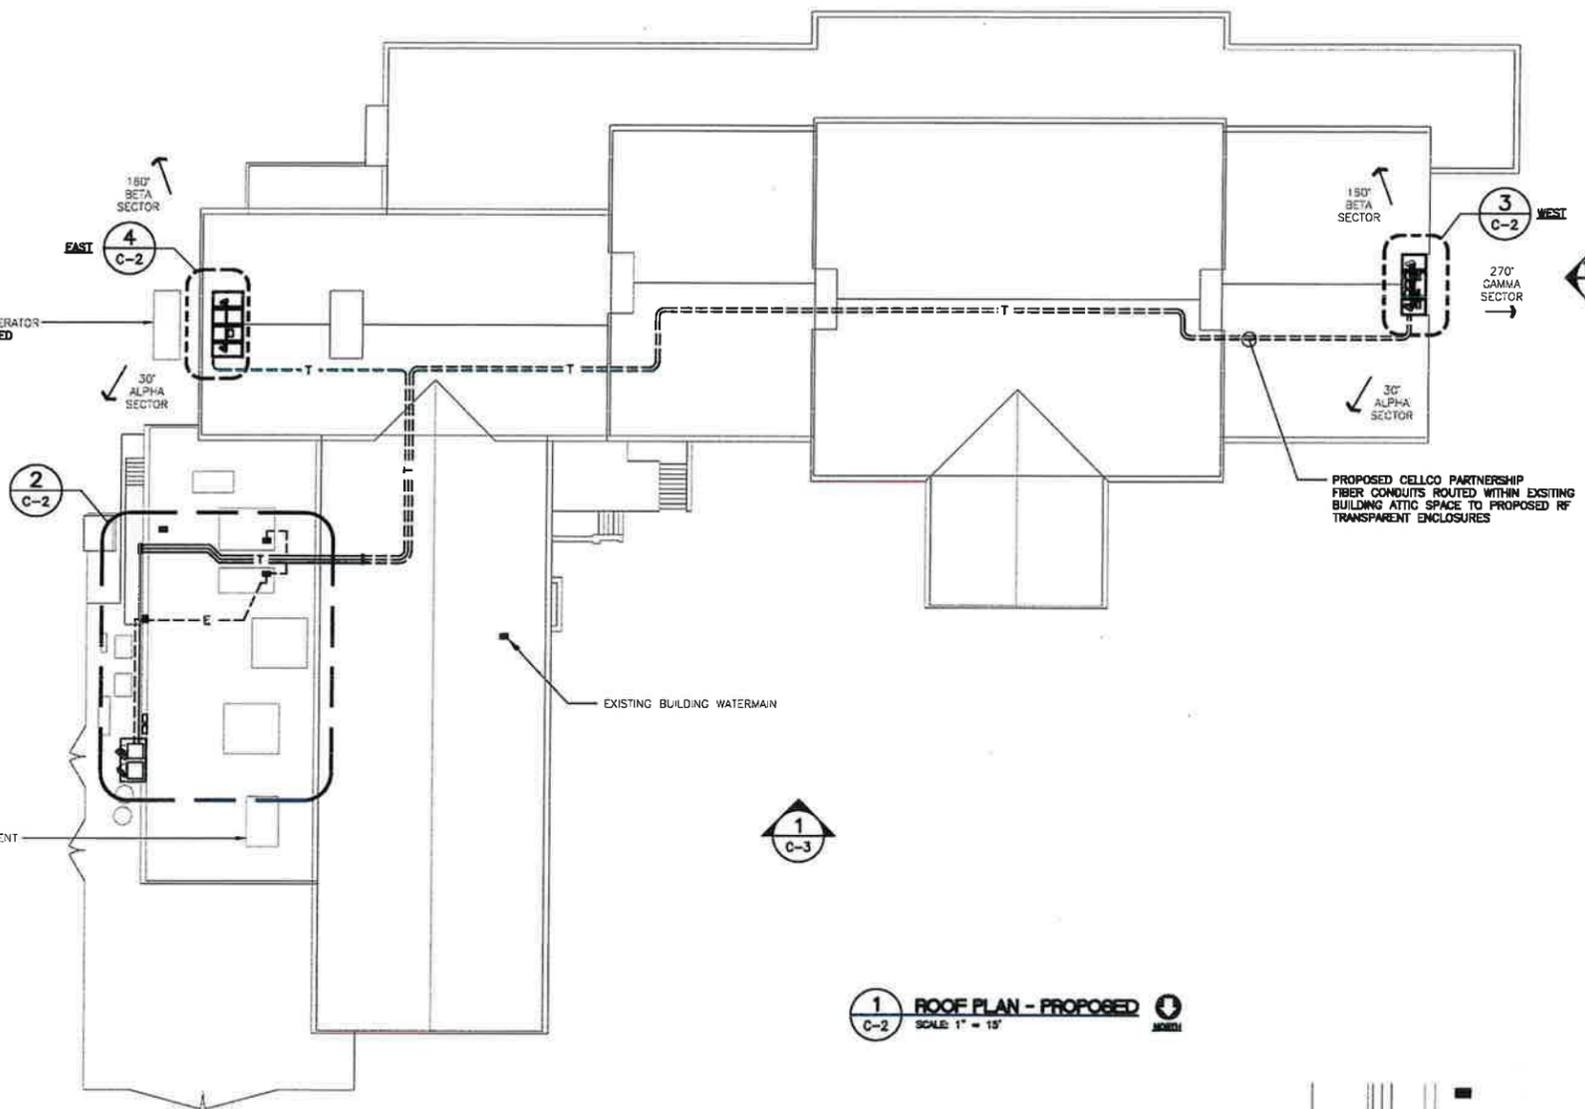 180°
BETA
SECTOR
EAST
4
C-2
ERATOR
ED
30°
ALPHA
SECTOR
2
C-2
T
T
T
T
T
E
180°
BETA
SECTOR
3
C-2
WEST
270°
GAMMA
SECTOR
30°
ALPHA
SECTOR
PROPOSED CELLCO PARTNERSHIP
FIBER CONDUITS ROUTED WITHIN EXSITING
BUILDING ATTIC SPACE TO PROPOSED RF
TRANSPARENT ENCLOSURES
EXISTING BUILDING WATERMAIN
ENT
1
C-3
1
C-2
ROOF PLAN - PROPOSED
SCALE: 1" = 15'
NORTH